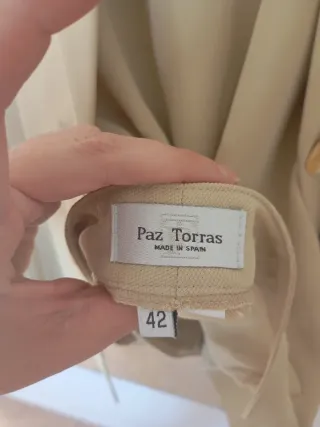 Paz Torras
MADE IN SPAIN
42